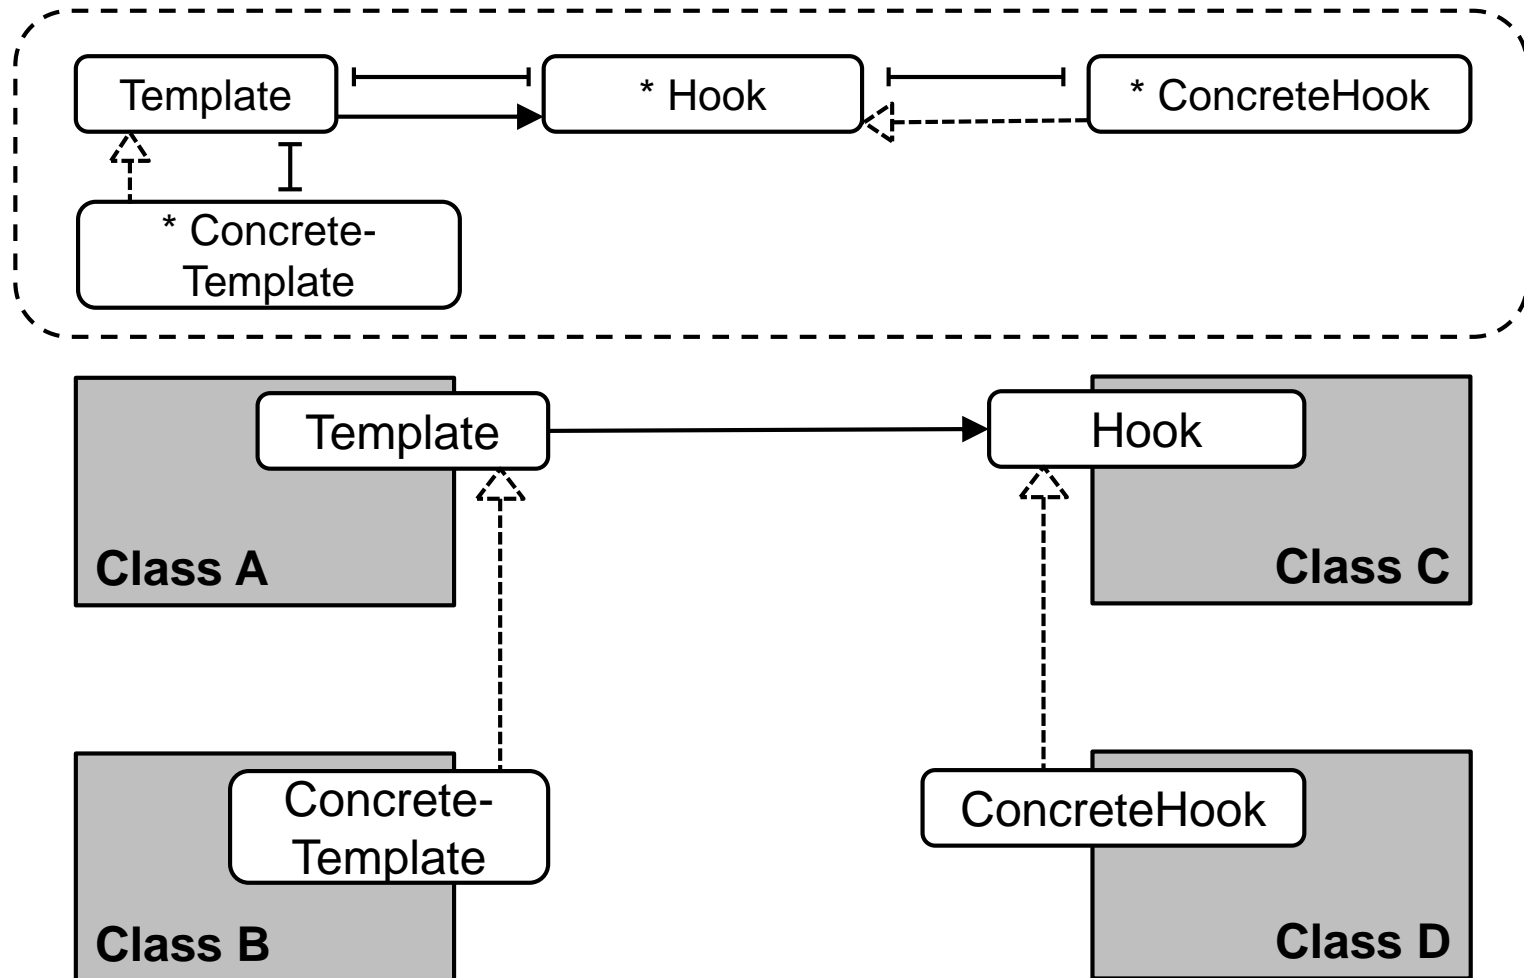 Template
* Hook
* ConcreteHook
* Concrete-
Template
Template
Hook
Class A
Class C
Concrete-
Template
ConcreteHook
Class B
Class D